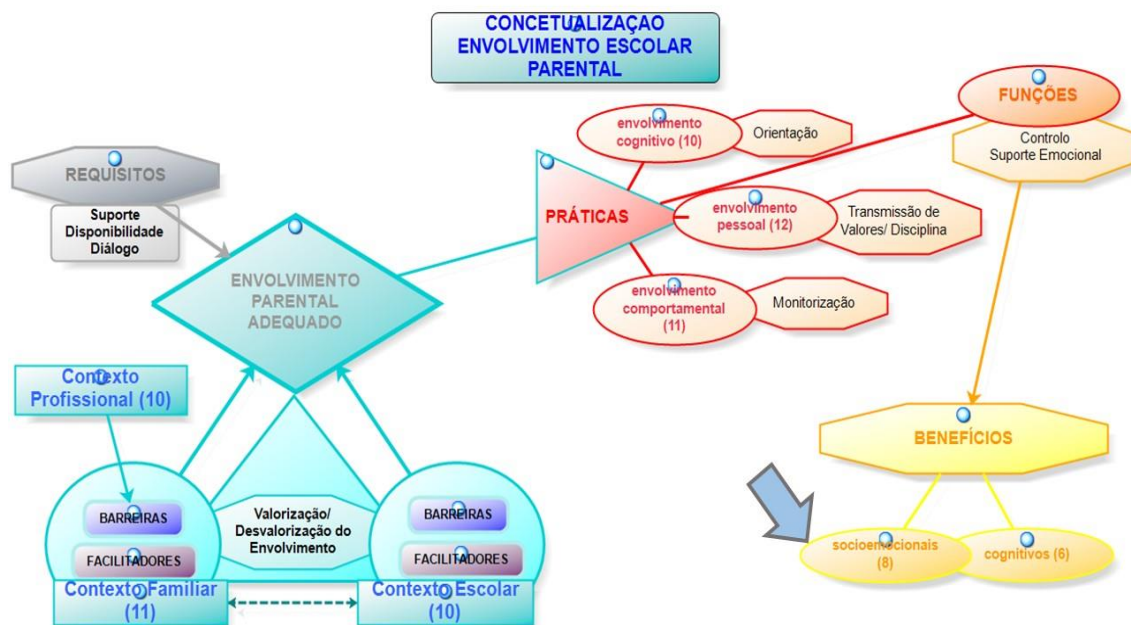 CONCETUALIZAÇAO
ENVOLVIMENTO ESCOLAR
PARENTAL
FUNÇÕES
Controlo
Suporte Emocional
envolvimento
cognitivo (10)
Orientação
PRÁTICAS
envolvimento
pessoal (12)
Transmissão de
Valores/ Disciplina
envolvimento
comportamental
(11)
Monitorização
REQUISITOS
Suporte
Disponibilidade
Diálogo
ENVOLVIMENTO
PARENTAL
ADEQUADO
Contexto
Profissional (10)
BARREIRAS
FACILITADORES
Contexto Familiar
(11)
Valorização/
Desvalorização do
Envolvimento
BARREIRAS
FACILITADORES
Contexto Escolar
(10)
BENEFÍCIOS
socioemocionais
(8)
cognitivos (6)